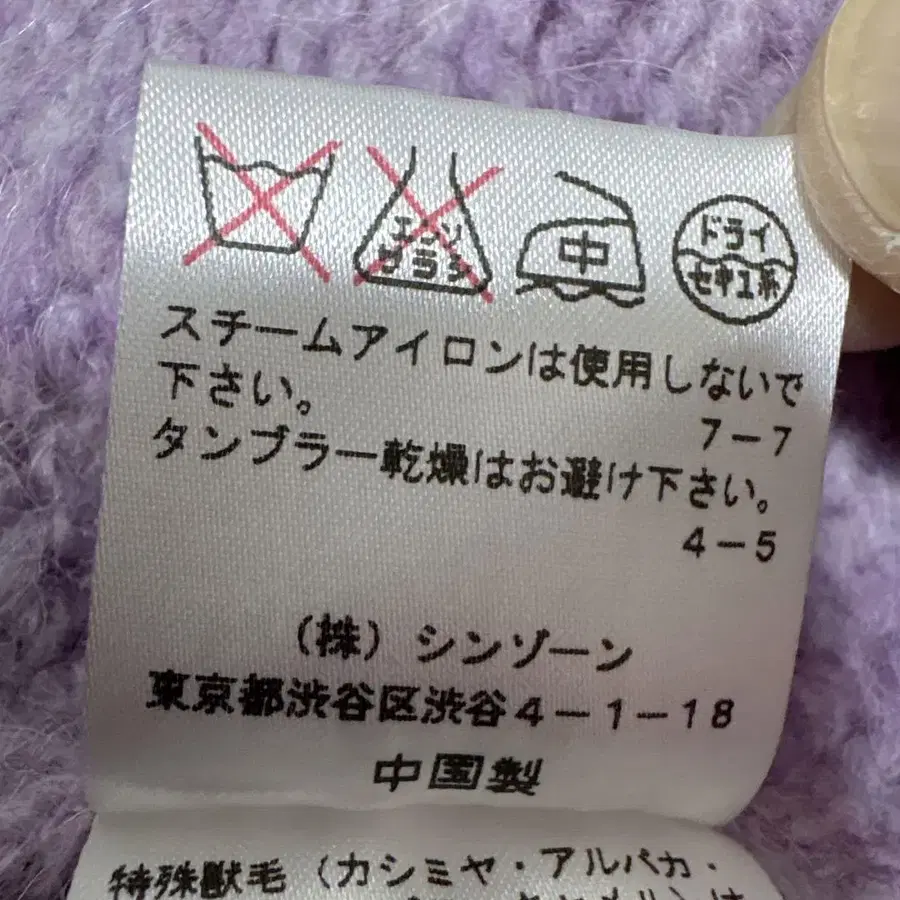 エンソ
サラシ
中
ドライ
セキユ系
スチームアイロンは使用しないで
下さい。
7-7
タンブラー乾燥はお避け下さい。
4-5
(株)シンゾーン
東京都渋谷区渋谷4-1-18
中国製
特殊獣毛(カシミヤ・アルパカ・